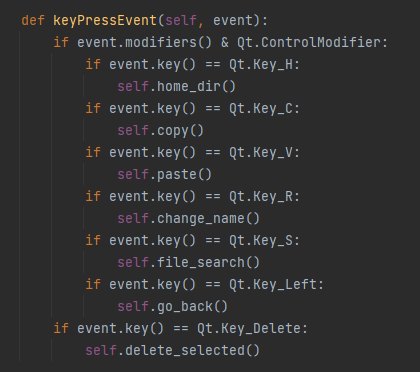 def keyPressEvent(self, event):
    if event.modifiers() & Qt.ControlModifier:
        if event.key() == Qt.Key_H:
            self.home_dir()
        if event.key() == Qt.Key_C:
            self.copy()
        if event.key() == Qt.Key_V:
            self.paste()
        if event.key() == Qt.Key_R:
            self.change_name()
        if event.key() == Qt.Key_S:
            self.file_search()
        if event.key() == Qt.Key_Left:
            self.go_back()
    if event.key() == Qt.Key_Delete:
        self.delete_selected()